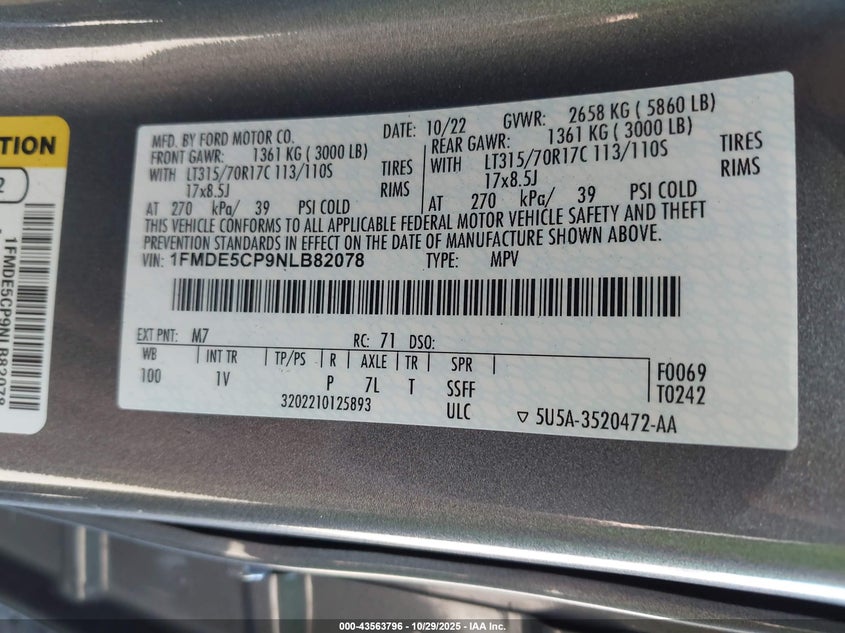 TION
2
1FMDE5CP9NLB82078
MFD. BY FORD MOTOR CO. DATE: 10/22 GVWR: 2658 KG ( 5860 LB)
FRONT GAWR: 1361 KG ( 3000 LB) REAR GAWR: 1361 KG ( 3000 LB)
WITH LT315/70R17C 113/110S TIRES WITH LT315/70R17C 113/110S TIRES
17x8.5J RIMS 17x8.5J RIMS
AT 270 kPa/ 39 PSI COLD AT 270 kPa/ 39 PSI COLD
THIS VEHICLE CONFORMS TO ALL APPLICABLE FEDERAL MOTOR VEHICLE SAFETY AND THEFT
PREVENTION STANDARDS IN EFFECT ON THE DATE OF MANUFACTURE SHOWN ABOVE.
VIN: 1FMDE5CP9NLB82078 TYPE: MPV
EXT PNT: M7 RC: 71 DSO:
WB INT TR TP/PS R AXLE TR SPR F0069
100 1V P 7L T SSFF T0242
3202210125893 ULC ▽ 5U5A-3520472-AA
000-43563796 - 10/29/2025 - IAA Inc.